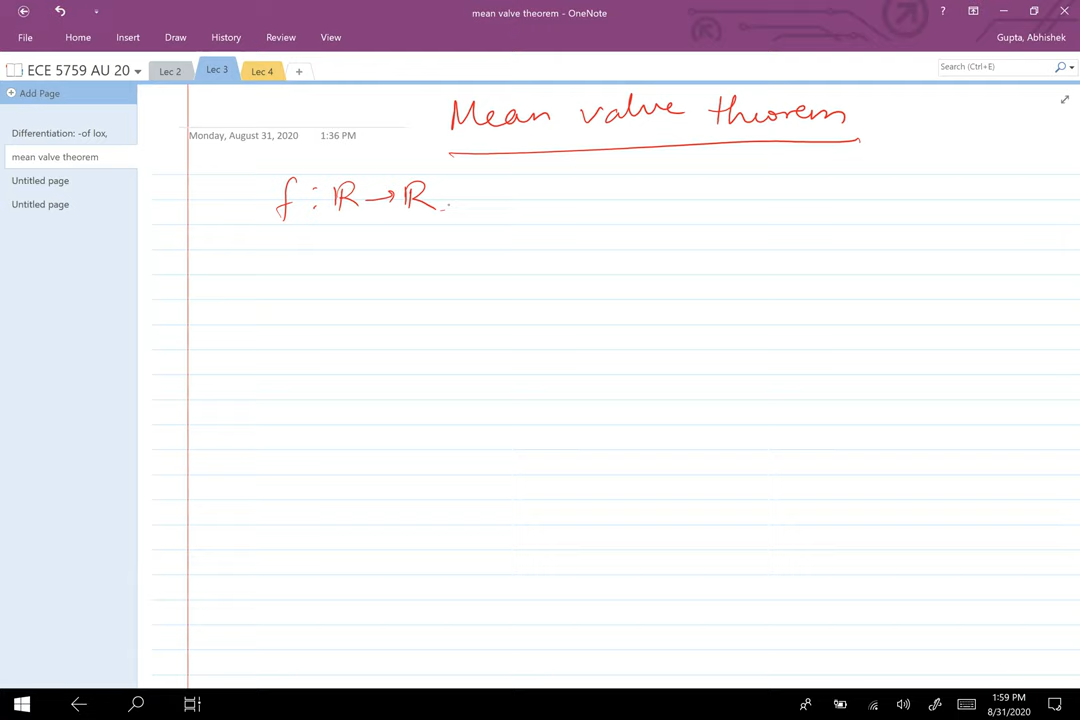 mean valve theorem - OneNote
?
File Home Insert Draw History Review View
Gupta, Abhishek
ECE 5759 AU 20 Lec 2 Lec 3 Lec 4 +
Search (Ctrl+E)
Add Page
Differentiation: -of lox,
mean valve theorem
Untitled page
Untitled page
Mean value theorem
Monday, August 31, 2020 1:36 PM
f : ℝ → ℝ
1:59 PM
8/31/2020